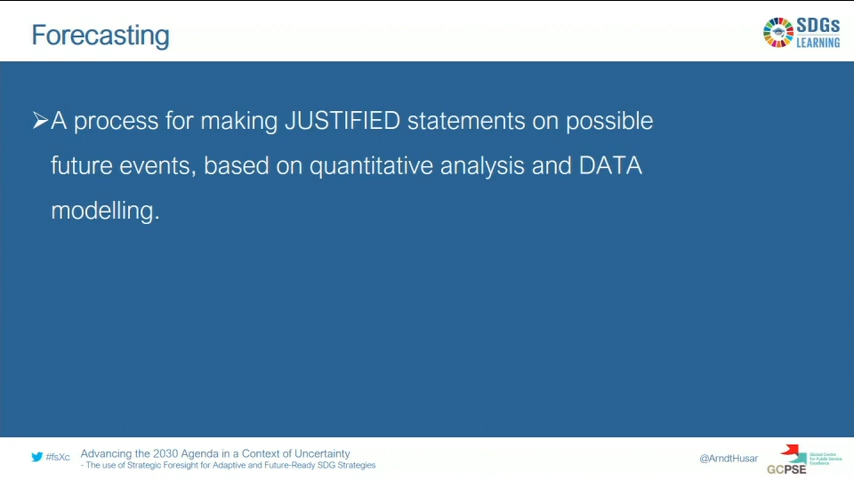 Forecasting
SDGs
LEARNING
➢A process for making JUSTIFIED statements on possible
future events, based on quantitative analysis and DATA
modelling.
#fsXc
Advancing the 2030 Agenda in a Context of Uncertainty
- The use of Strategic Foresight for Adaptive and Future-Ready SDG Strategies
@ArndtHusar
GCPSE
Global Centre
for Public Service
Excellence